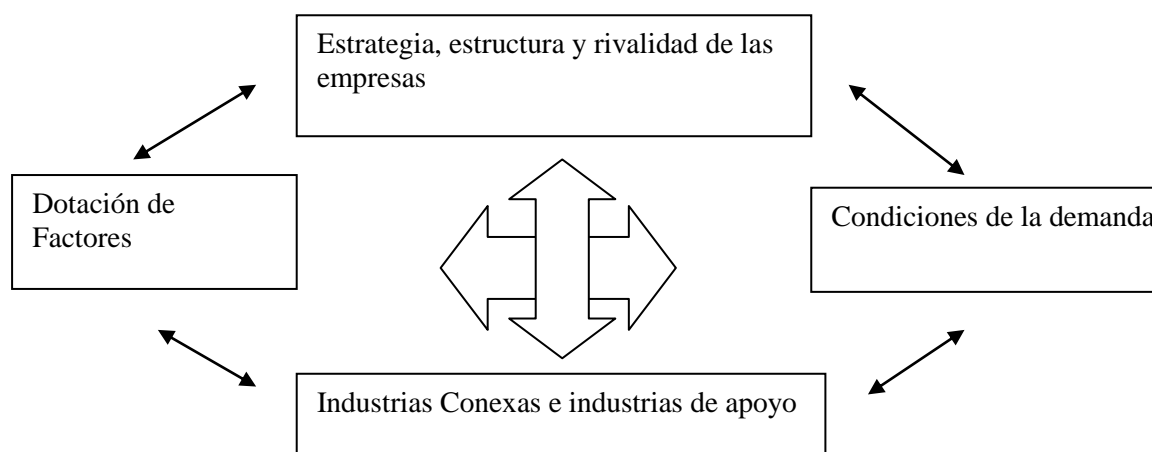 Estrategia, estructura y rivalidad de las
empresas
Dotación de
Factores
Condiciones de la demanda
Industrias Conexas e industrias de apoyo